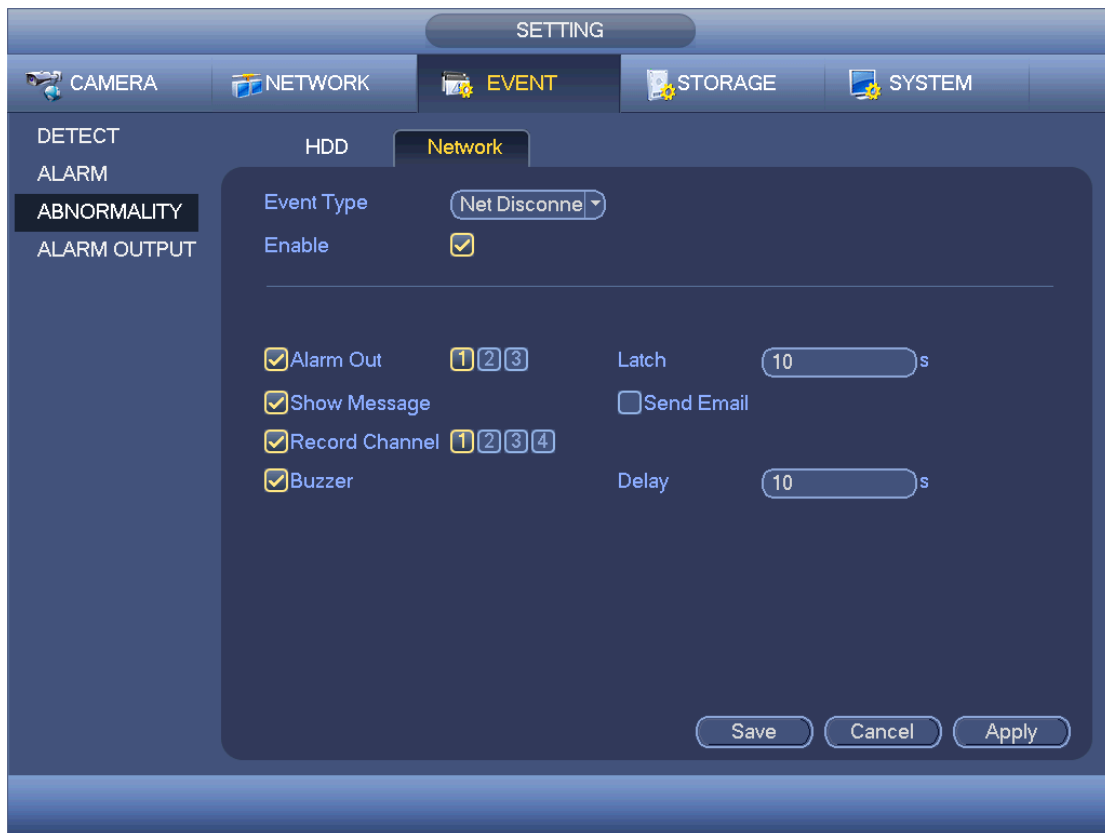 SETTING
CAMERA NETWORK EVENT STORAGE SYSTEM
DETECT
ALARM
ABNORMALITY
ALARM OUTPUT
HDD Network
Event Type Net Disconne
Enable
Alarm Out 1 2 3 Latch 10 s
Show Message Send Email
Record Channel 1 2 3 4
Buzzer Delay 10 s
Save Cancel Apply